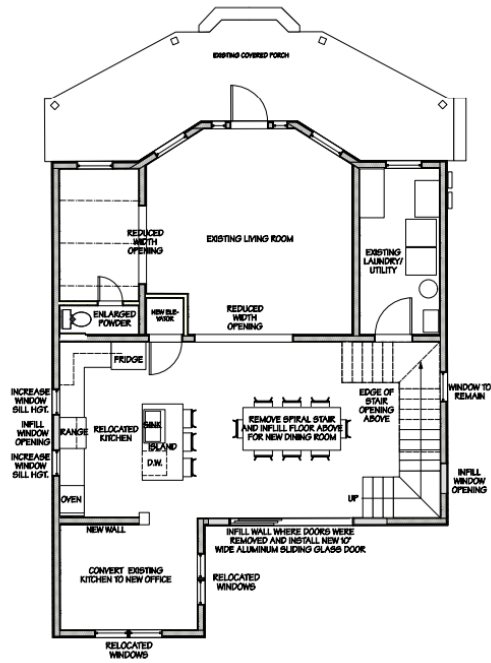 EXISTING COVERED PORCH
REDUCED
WIDTH
OPENING
EXISTING LIVING ROOM
EXISTING
LAUNDRY/
UTILITY
ENLARGED
POWDER
NEW ELE-
VATOR
REDUCED
WIDTH
OPENING
FRIDGE
INCREASE
WINDOW
SILL HGT.
INFILL
WINDOW
OPENING
INCREASE
WINDOW
SILL HGT.
RANGE
RELOCATED
KITCHEN
SINK
ISLAND
D.W.
OVEN
REMOVE SPIRAL STAIR
AND INFLILL FLOOR ABOVE
FOR NEW DINING ROOM
EDGE OF
STAIR
OPENING
ABOVE
WINDOW TO
REMAIN
INFILL
WINDOW
OPENING
UP
NEW WALL
INFILL WALL WHERE DOORS WERE
REMOVED AND INSTALL NEW 10"
WIDE ALUMINUM SLIDING GLASS DOOR
CONVERT EXISTING
KITCHEN TO NEW OFFICE
RELOCATED
WINDOWS
RELOCATED
WINDOWS